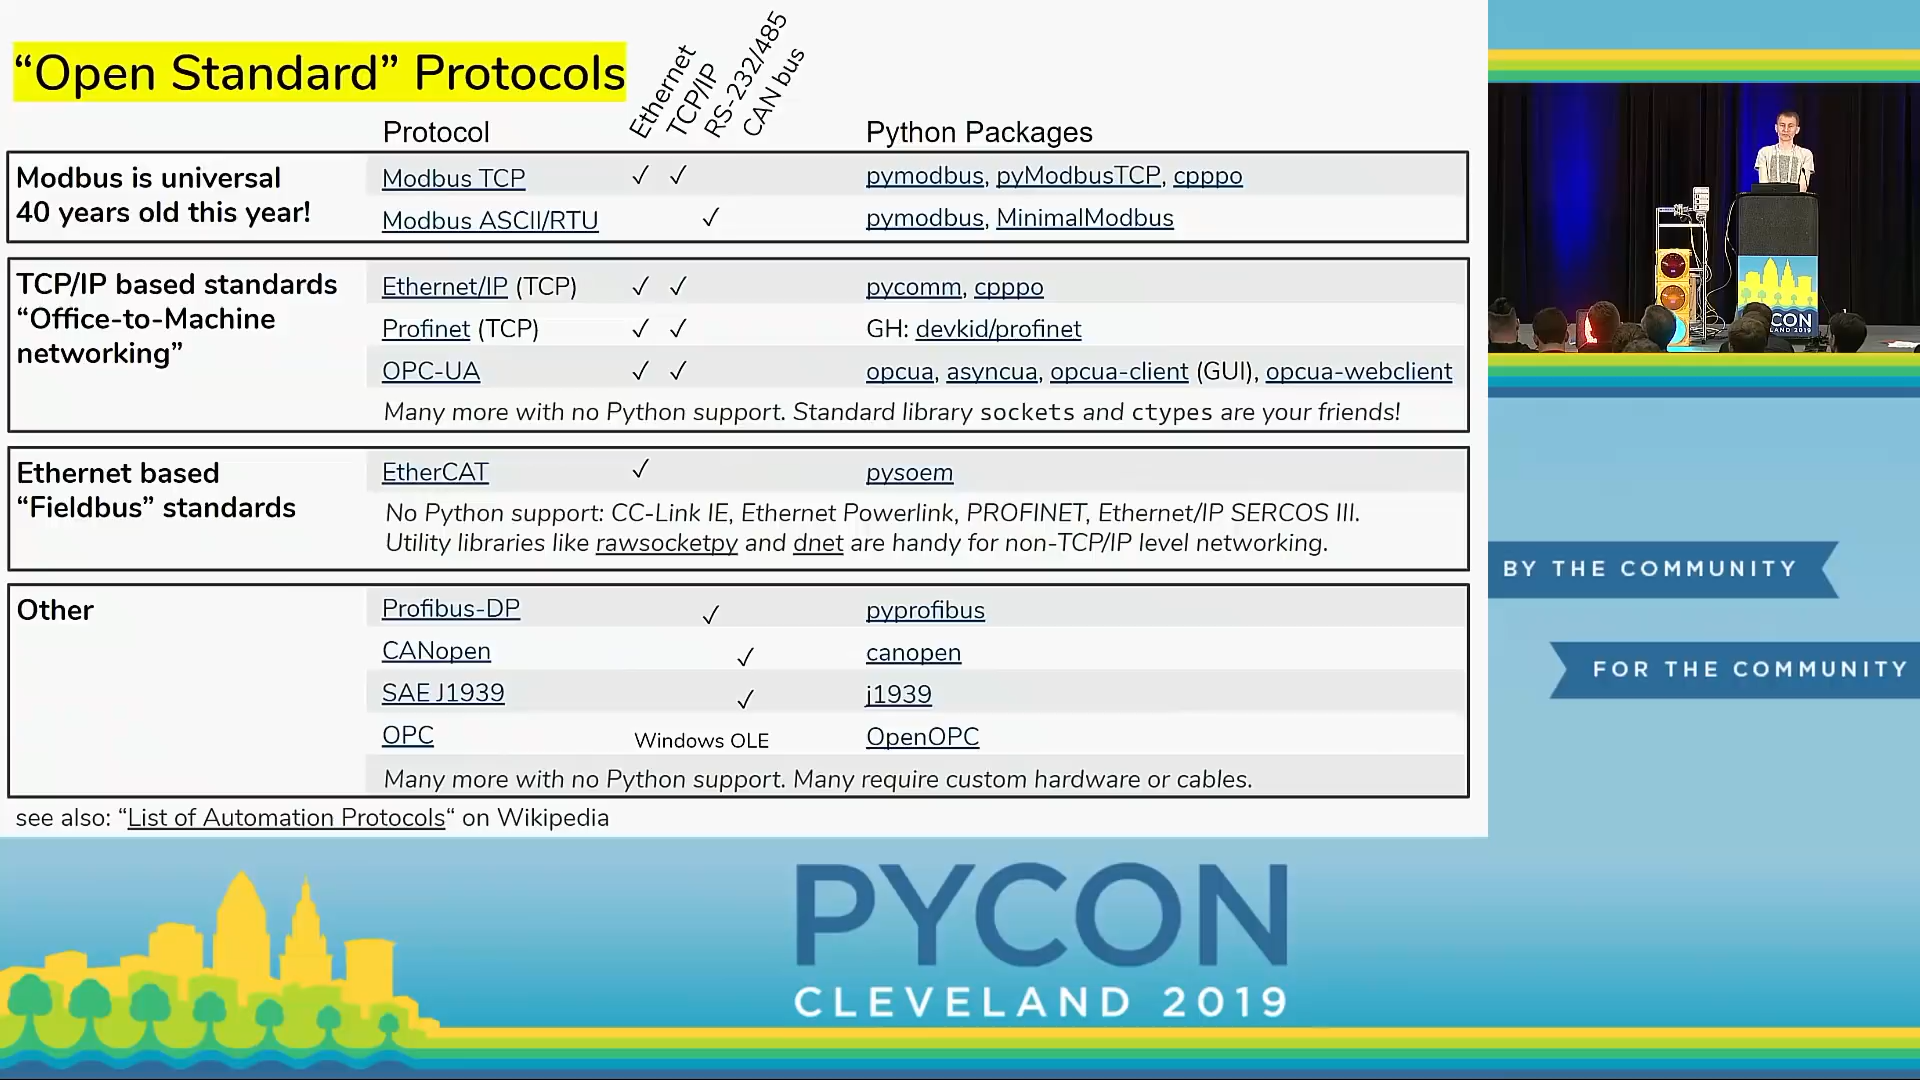 “Open Standard” Protocols
Ethernet
TCP/IP
RS-232/485
CAN bus
Protocol
Python Packages
Modbus is universal
40 years old this year!
Modbus TCP ✓ ✓ pymodbus, pyModbusTCP, cpppo
Modbus ASCII/RTU ✓ pymodbus, MinimalModbus
TCP/IP based standards
“Office-to-Machine
networking”
Ethernet/IP (TCP) ✓ ✓ pycomm, cpppo
Profinet (TCP) ✓ ✓ GH: devkid/profinet
OPC-UA ✓ ✓ opcua, asyncua, opcua-client (GUI), opcua-webclient
Many more with no Python support. Standard library sockets and ctypes are your friends!
Ethernet based
“Fieldbus” standards
EtherCAT ✓ pysoem
No Python support: CC-Link IE, Ethernet Powerlink, PROFINET, Ethernet/IP SERCOS III.
Utility libraries like rawsocketpy and dnet are handy for non-TCP/IP level networking.
Other
Profibus-DP ✓ pyprofibus
CANopen ✓ canopen
SAE J1939 ✓ j1939
OPC Windows OLE OpenOPC
Many more with no Python support. Many require custom hardware or cables.
see also: “List of Automation Protocols“ on Wikipedia
CON
LAND 2019
BY THE COMMUNITY
FOR THE COMMUNITY
PYCON
CLEVELAND 2019